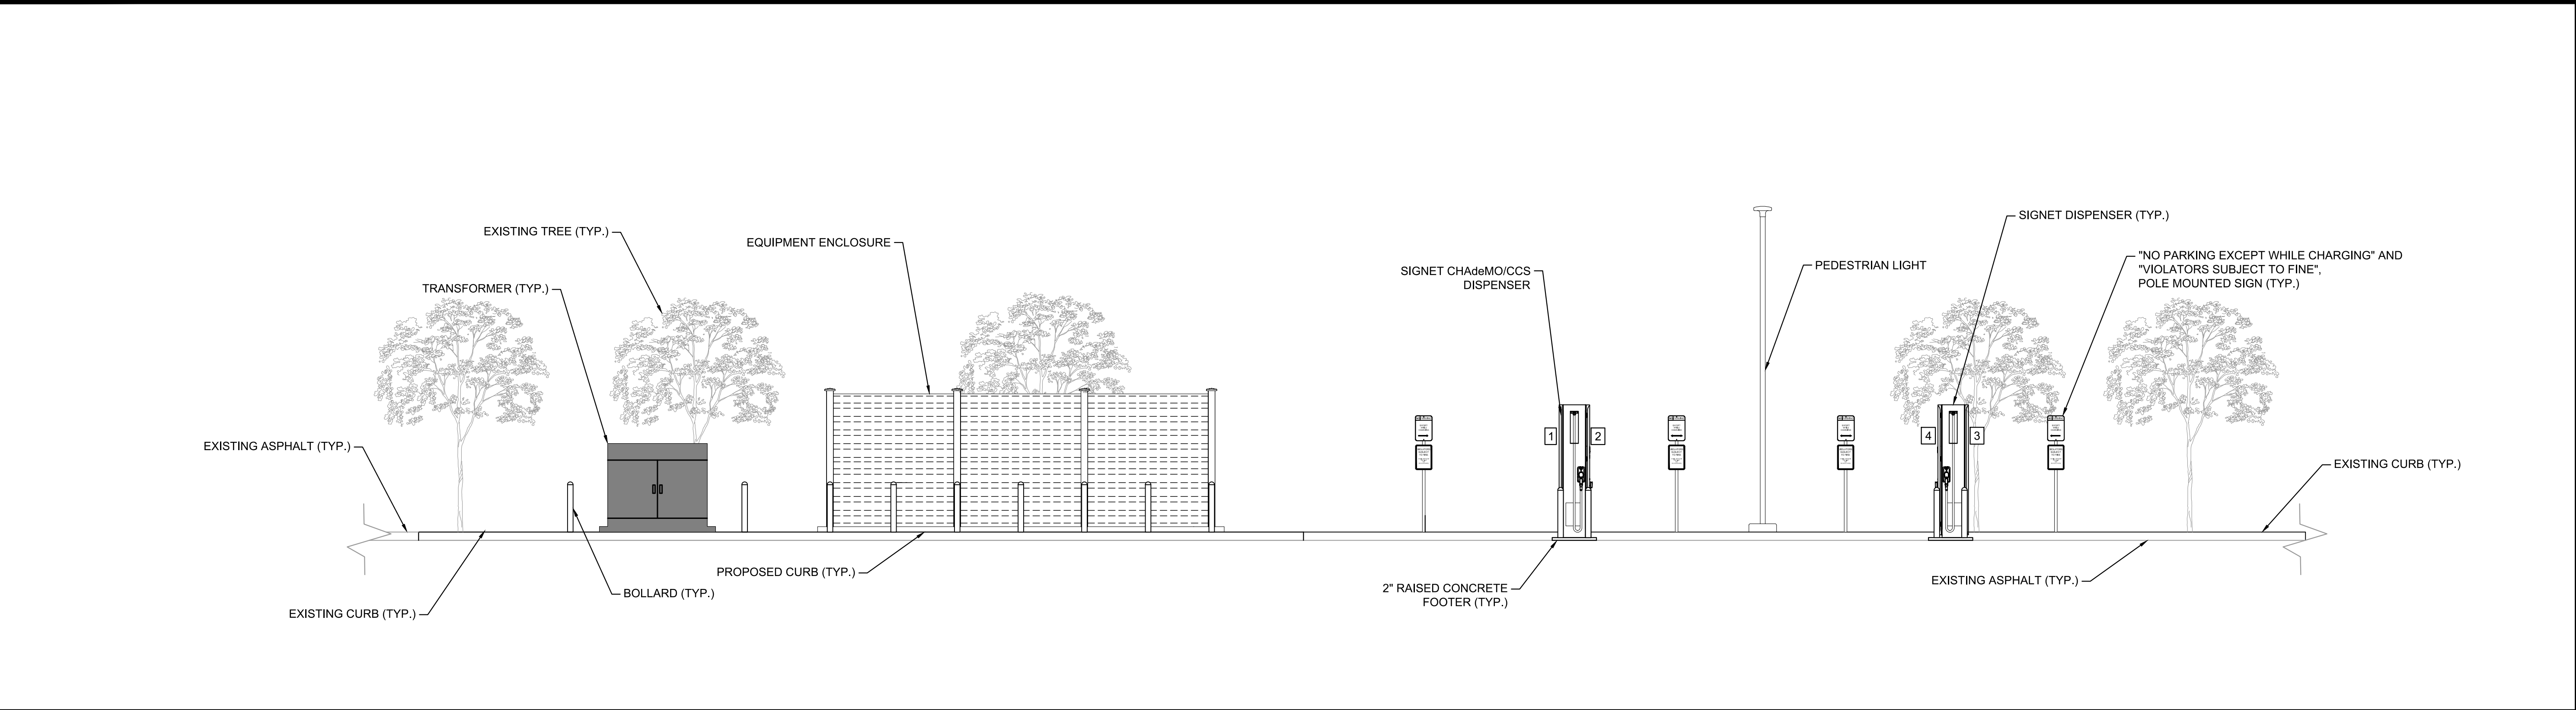 EXISTING TREE (TYP.)
EQUIPMENT ENCLOSURE
TRANSFORMER (TYP.)
EXISTING ASPHALT (TYP.)
EXISTING CURB (TYP.)
BOLLARD (TYP.)
PROPOSED CURB (TYP.)
SIGNET CHAdeMO/CCS
DISPENSER
1
2
2" RAISED CONCRETE
FOOTER (TYP.)
PEDESTRIAN LIGHT
SIGNET DISPENSER (TYP.)
"NO PARKING EXCEPT WHILE CHARGING" AND
"VIOLATORS SUBJECT TO FINE",
POLE MOUNTED SIGN (TYP.)
4
3
EXISTING CURB (TYP.)
EXISTING ASPHALT (TYP.)